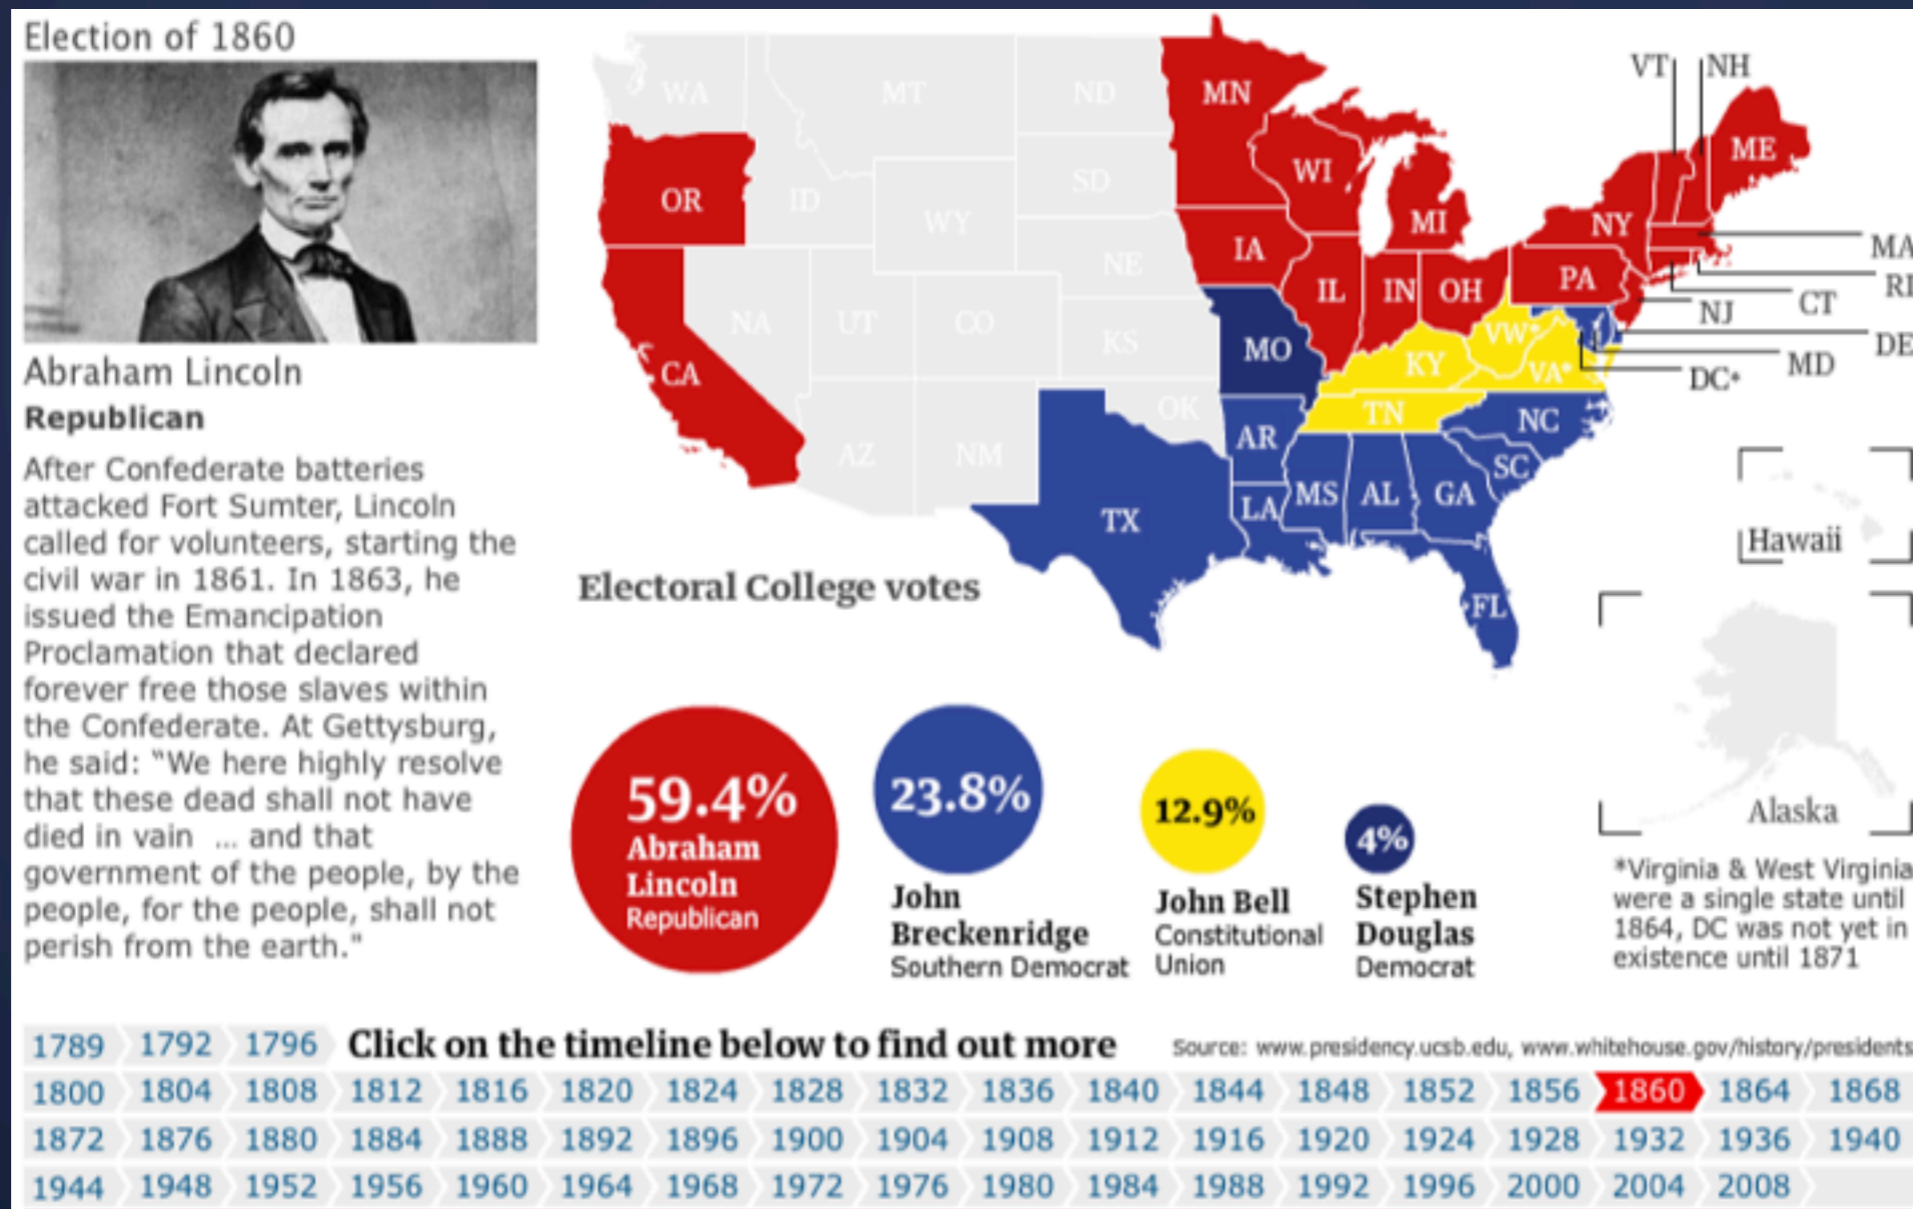 Election of 1860
Abraham Lincoln
Republican
After Confederate batteries
attacked Fort Sumter, Lincoln
called for volunteers, starting the
civil war in 1861. In 1863, he
issued the Emancipation
Proclamation that declared
forever free those slaves within
the Confederate. At Gettysburg,
he said: "We here highly resolve
that these dead shall not have
died in vain ... and that
government of the people, by the
people, for the people, shall not
perish from the earth."
WA
MT
ND
MN
VT
NH
OR
ID
SD
WI
ME
WY
MI
NY
MA
NE
IA
PA
RI
IL
IN
OH
CT
NA
UT
CO
NJ
KS
MO
VW*
DE
CA
KY
VA*
MD
DC*
OK
TN
NC
AZ
NM
AR
SC
TX
LA
MS
AL
GA
FL
Hawaii
Alaska
Electoral College votes
59.4%
Abraham
Lincoln
Republican
23.8%
John
Breckenridge
Southern Democrat
12.9%
John Bell
Constitutional
Union
4%
Stephen
Douglas
Democrat
*Virginia & West Virginia
were a single state until
1864, DC was not yet in
existence until 1871
1789 1792 1796 Click on the timeline below to find out more Source: www.presidency.ucsb.edu, www.whitehouse.gov/history/presidents
1800 1804 1808 1812 1816 1820 1824 1828 1832 1836 1840 1844 1848 1852 1856 1860 1864 1868
1872 1876 1880 1884 1888 1892 1896 1900 1904 1908 1912 1916 1920 1924 1928 1932 1936 1940
1944 1948 1952 1956 1960 1964 1968 1972 1976 1980 1984 1988 1992 1996 2000 2004 2008